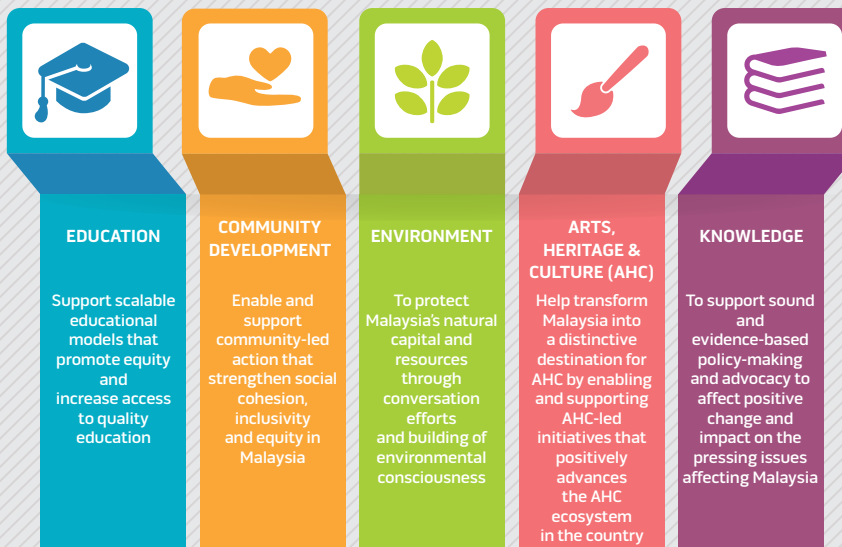 EDUCATION
Support scalable
educational
models that
promote equity
and
increase access
to quality
education
COMMUNITY
DEVELOPMENT
Enable and
support
community-led
action that
strengthen social
cohesion,
inclusivity
and equity in
Malaysia
ENVIRONMENT
To protect
Malaysia's natural
capital and
resources
through
conversation
efforts
and building of
environmental
consciousness
ARTS,
HERITAGE &
CULTURE (AHC)
Help transform
Malaysia into
a distinctive
destination for
AHC by enabling
and supporting
AHC-led
initiatives that
positively
advances
the AHC
ecosystem
in the country
KNOWLEDGE
To support sound
and
evidence-based
policy-making
and advocacy to
affect positive
change and
impact on the
pressing issues
affecting Malaysia